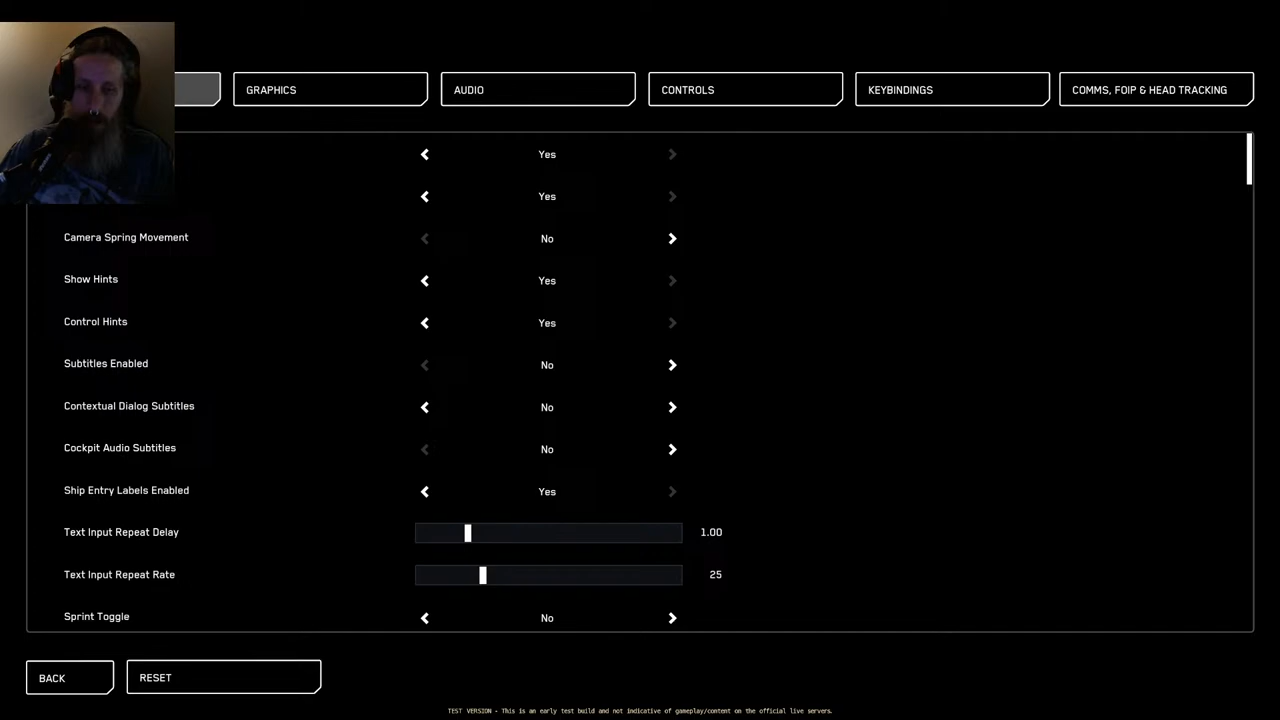 GRAPHICS
AUDIO
CONTROLS
KEYBINDINGS
COMMS, FOIP & HEAD TRACKING
Yes
Yes
Camera Spring Movement No
Show Hints Yes
Control Hints Yes
Subtitles Enabled No
Contextual Dialog Subtitles No
Cockpit Audio Subtitles No
Ship Entry Labels Enabled Yes
Text Input Repeat Delay 1.00
Text Input Repeat Rate 25
Sprint Toggle No
BACK
RESET
TEST VERSION - This is an early test build and not indicative of gameplay/content on the official live servers.